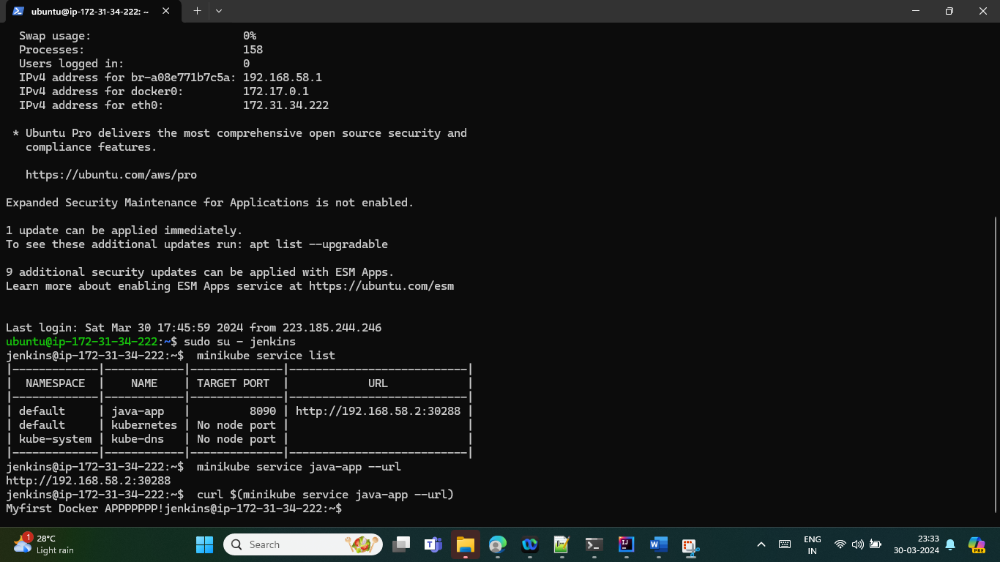 ubuntu@ip-172-31-34-222: ~
Swap usage: 0%
Processes: 158
Users logged in: 0
IPv4 address for br-a08e771b7c5a: 192.168.58.1
IPv4 address for docker0: 172.17.0.1
IPv4 address for eth0: 172.31.34.222
* Ubuntu Pro delivers the most comprehensive open source security and
compliance features.
https://ubuntu.com/aws/pro
Expanded Security Maintenance for Applications is not enabled.
1 update can be applied immediately.
To see these additional updates run: apt list --upgradable
9 additional security updates can be applied with ESM Apps.
Learn more about enabling ESM Apps service at https://ubuntu.com/esm
Last login: Sat Mar 30 17:45:59 2024 from 223.185.244.246
ubuntu@ip-172-31-34-222:~$ sudo su - jenkins
jenkins@ip-172-31-34-222:~$  minikube service list
|-------------|------------|--------------|---------------------------|
|  NAMESPACE  |    NAME    | TARGET PORT  |            URL            |
|-------------|------------|--------------|---------------------------|
| default     | java-app   |         8090 | http://192.168.58.2:30288 |
| default     | kubernetes | No node port |                           |
| kube-system | kube-dns   | No node port |                           |
|-------------|------------|--------------|---------------------------|
jenkins@ip-172-31-34-222:~$  minikube service java-app --url
http://192.168.58.2:30288
jenkins@ip-172-31-34-222:~$  curl $(minikube service java-app --url)
Myfirst Docker APPPPPPP!jenkins@ip-172-31-34-222:~$
1
28°C
Light rain
Search
ENG
IN
23:33
30-03-2024
PRE